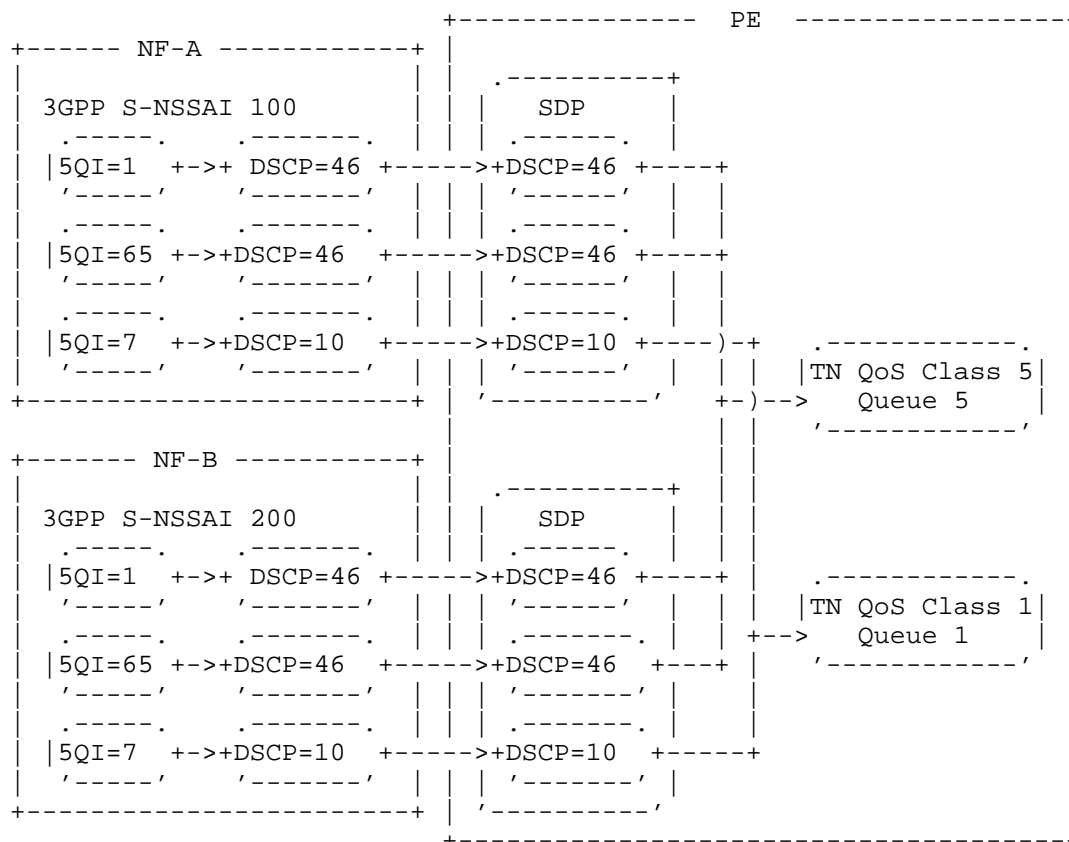 PE
NF-A
SDP
3GPP S-NSSAI 100
5QI=1 DSCP=46 DSCP=46
5QI=65 DSCP=46 DSCP=46
5QI=7 DSCP=10 DSCP=10
TN QoS Class 5
Queue 5
NF-B
3GPP S-NSSAI 200 SDP
5QI=1 DSCP=46 DSCP=46
TN QoS Class 1
Queue 1
5QI=65 DSCP=46 DSCP=46
5QI=7 DSCP=10 DSCP=10